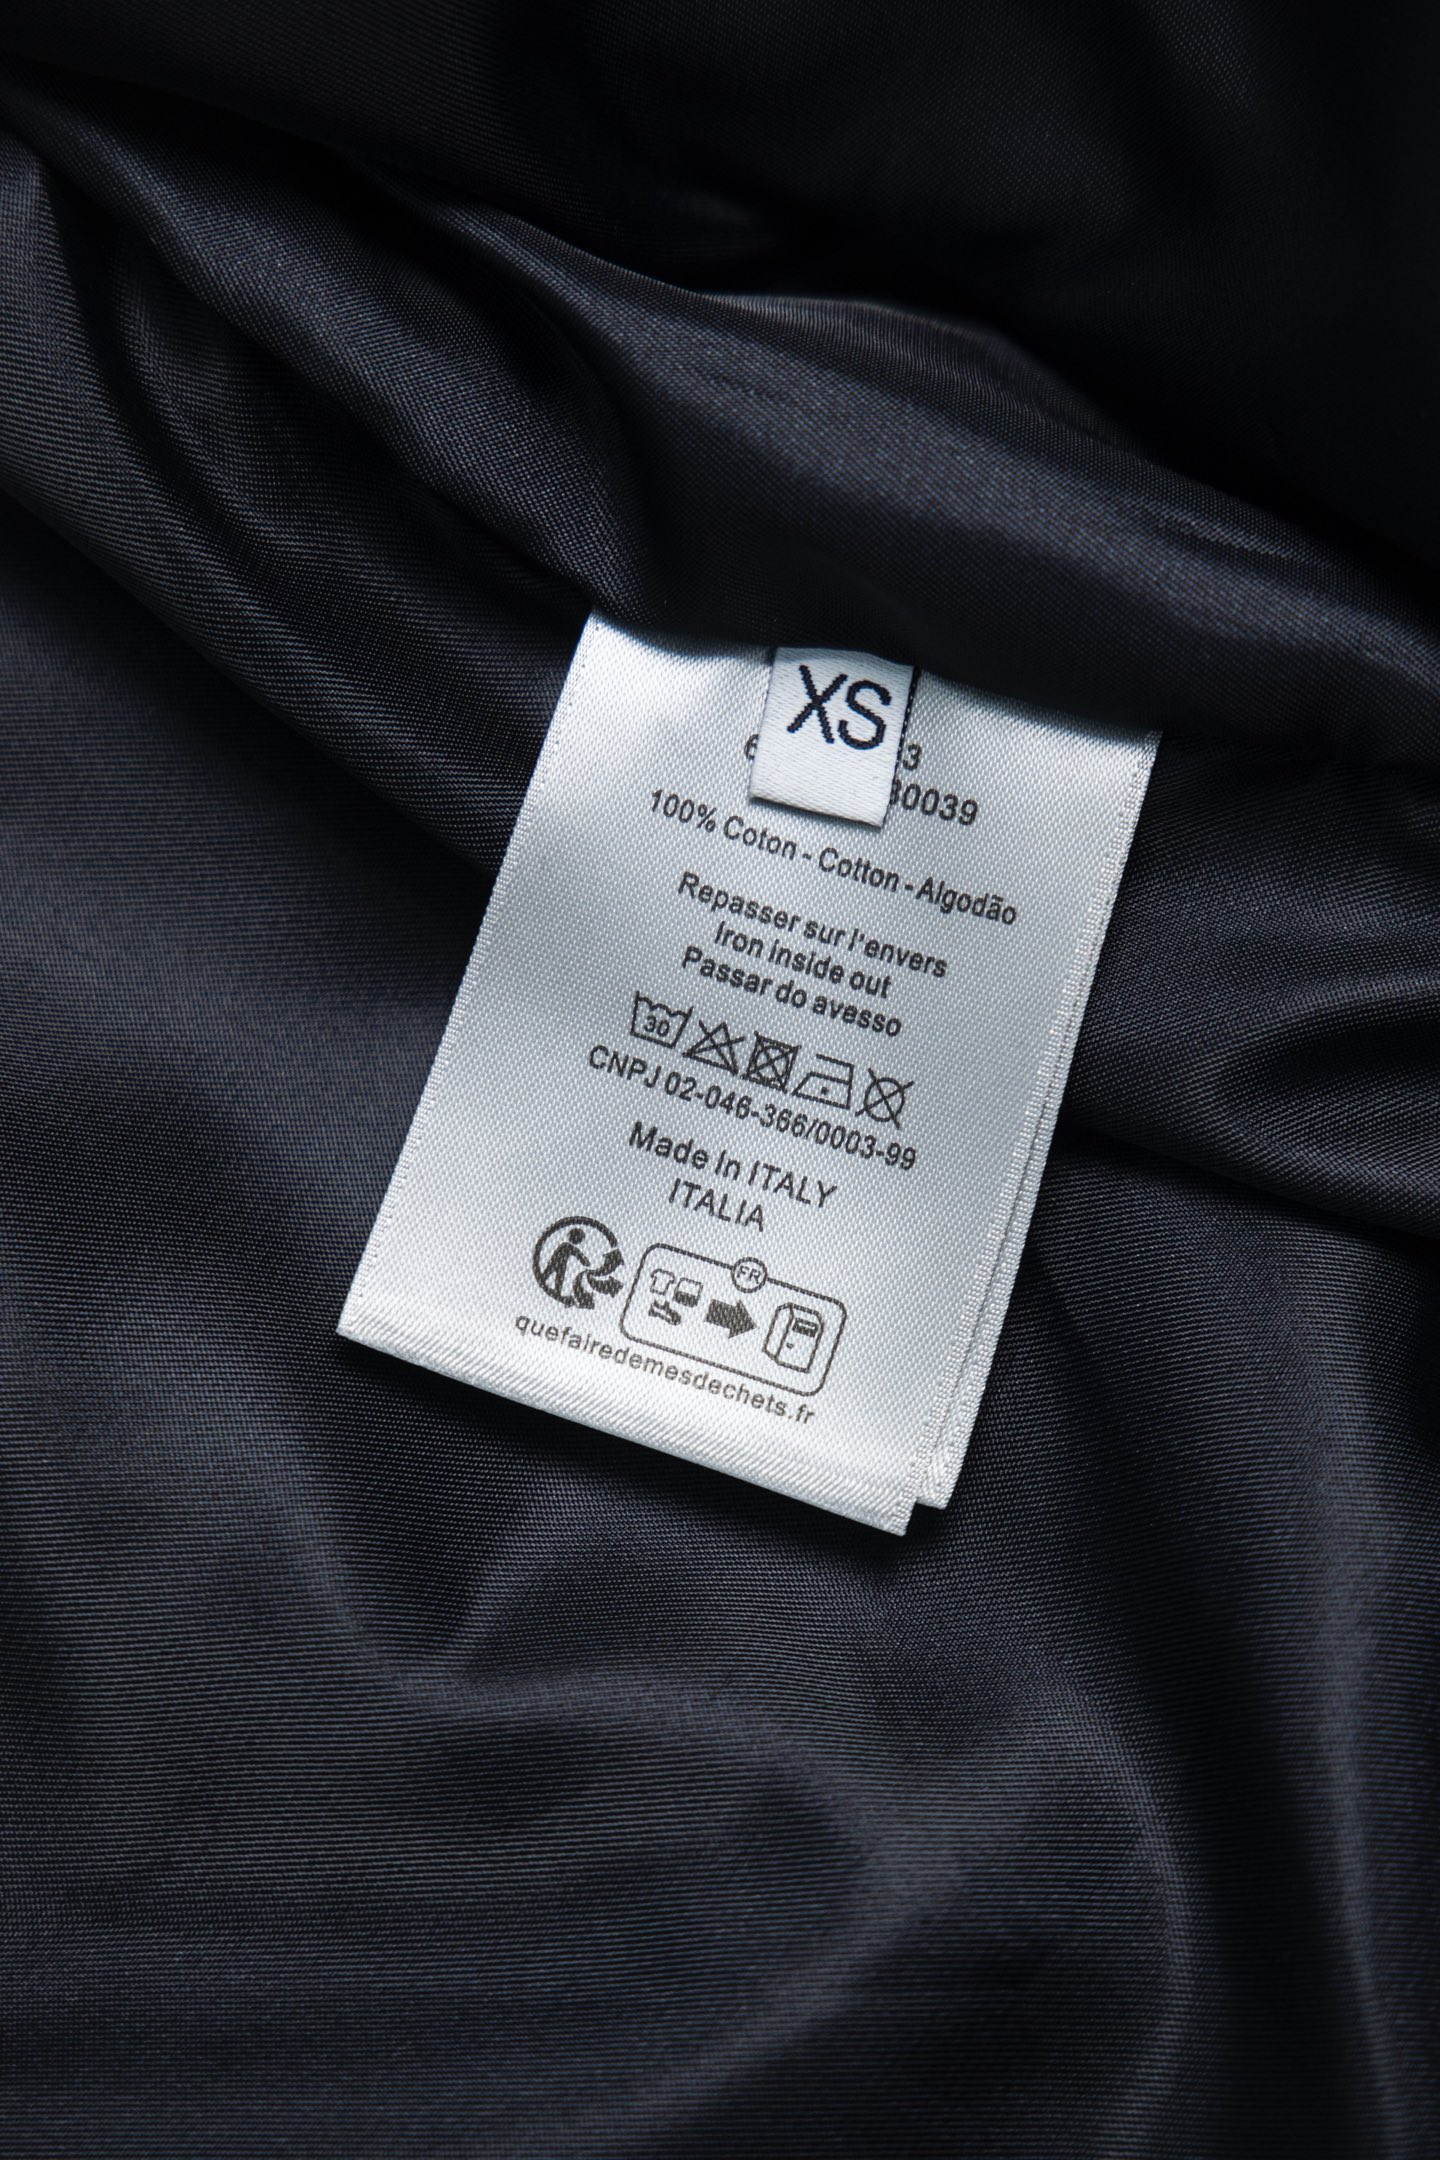 XS
100% Coton - Cotton - Algodão
Repasser sur l'envers
Iron inside out
Passar do avesso
30
CNPJ 02-046-366/0003-99
Made in ITALY
ITALIA
FR
quefairedemesdechets.fr